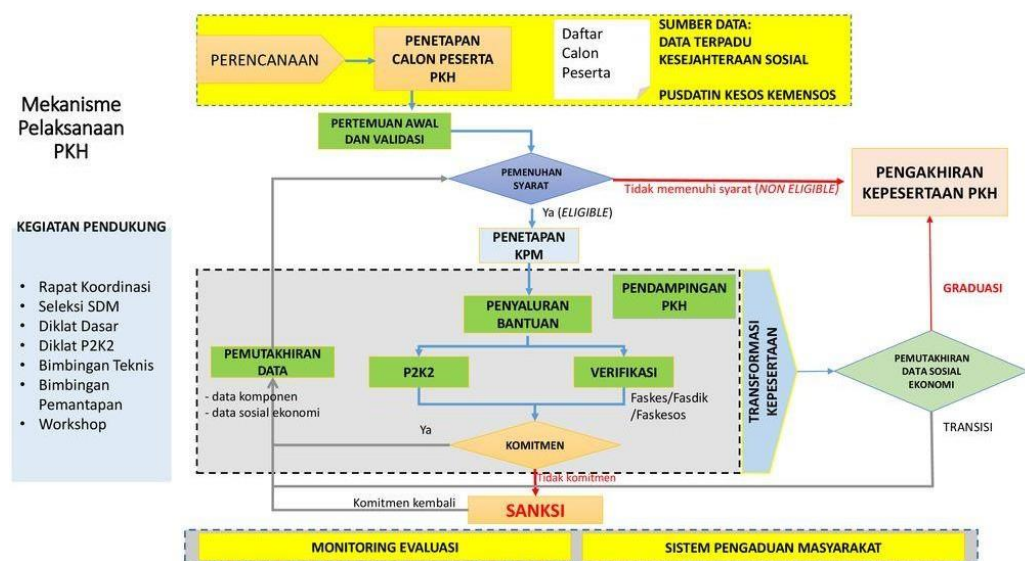 Mekanisme
Pelaksanaan
PKH
PERENCANAAN
PENETAPAN
CALON PESERTA
PKH
Daftar
Calon
Peserta
SUMBER DATA:
DATA TERPADU
KESEJAHTERAAN SOSIAL
PUSDATIN KESOS KEMENSOS
PERTEMUAN AWAL
DAN VALIDASI
PEMENUHAN
SYARAT
Tidak memenuhi syarat (NON ELIGIBLE)
PENGAKHIRAN
KEPESERTAAN PKH
Ya (ELIGIBLE)
PENETAPAN
KPM
KEGIATAN PENDUKUNG
• Rapat Koordinasi
• Seleksi SDM
• Diklat Dasar
• Diklat P2K2
• Bimbingan Teknis
• Bimbingan
Pemantapan
• Workshop
PENYALURAN
BANTUAN
PENDAMPINGAN
PKH
PEMUTAKHIRAN
DATA
- data komponen
- data sosial ekonomi
P2K2
VERIFIKASI
Faskes/Fasdik
/Faskesos
Ya
KOMITMEN
TRANSFORMASI
KEPESERTAAN
GRADUASI
PEMUTAKHIRAN
DATA SOSIAL
EKONOMI
TRANSISI
Tidak komitmen
Komitmen kembali
SANKSI
MONITORING EVALUASI
SISTEM PENGADUAN MASYARAKAT